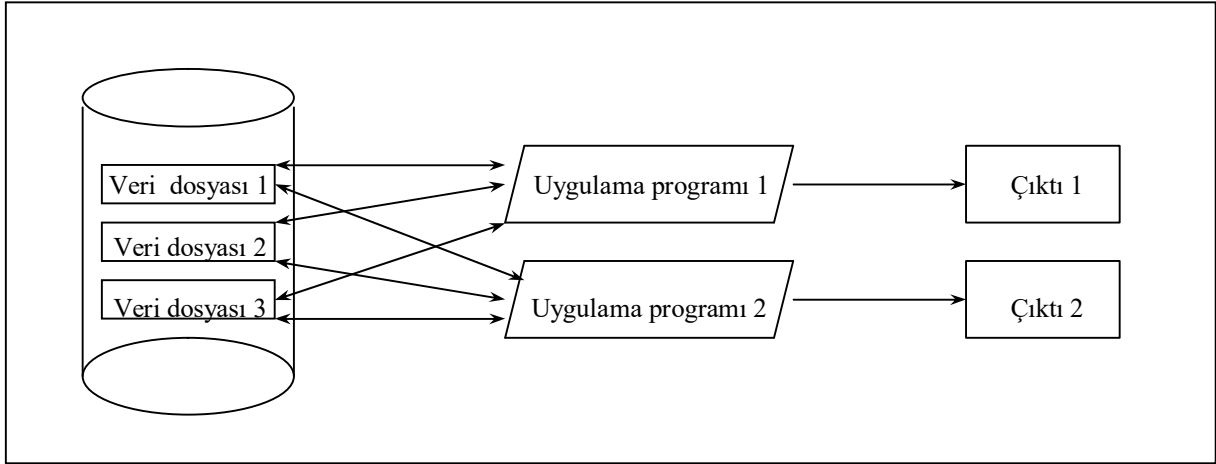 Veri dosyası 1
Veri dosyası 2
Veri dosyası 3
Uygulama programı 1
Uygulama programı 2
Çıktı 1
Çıktı 2